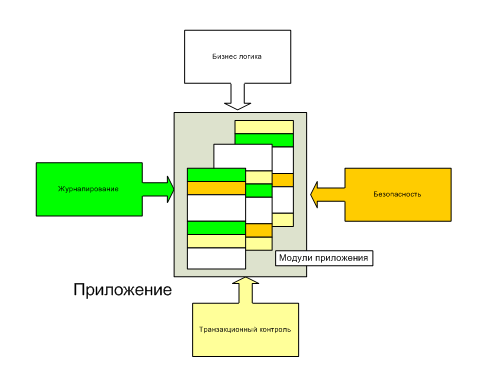 Бизнес логика
Журналирование
Безопасность
Модули приложения
Приложение
Транзакционный контроль